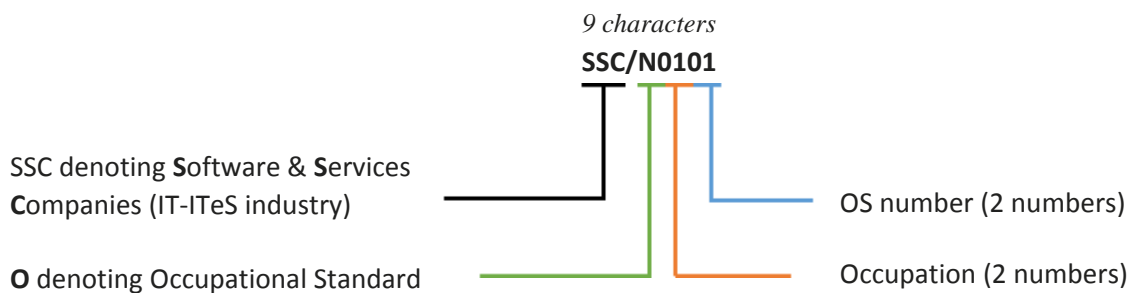 9 characters
SSC/N0101
SSC denoting Software & Services
Companies (IT-ITeS industry)
OS number (2 numbers)
O denoting Occupational Standard
Occupation (2 numbers)